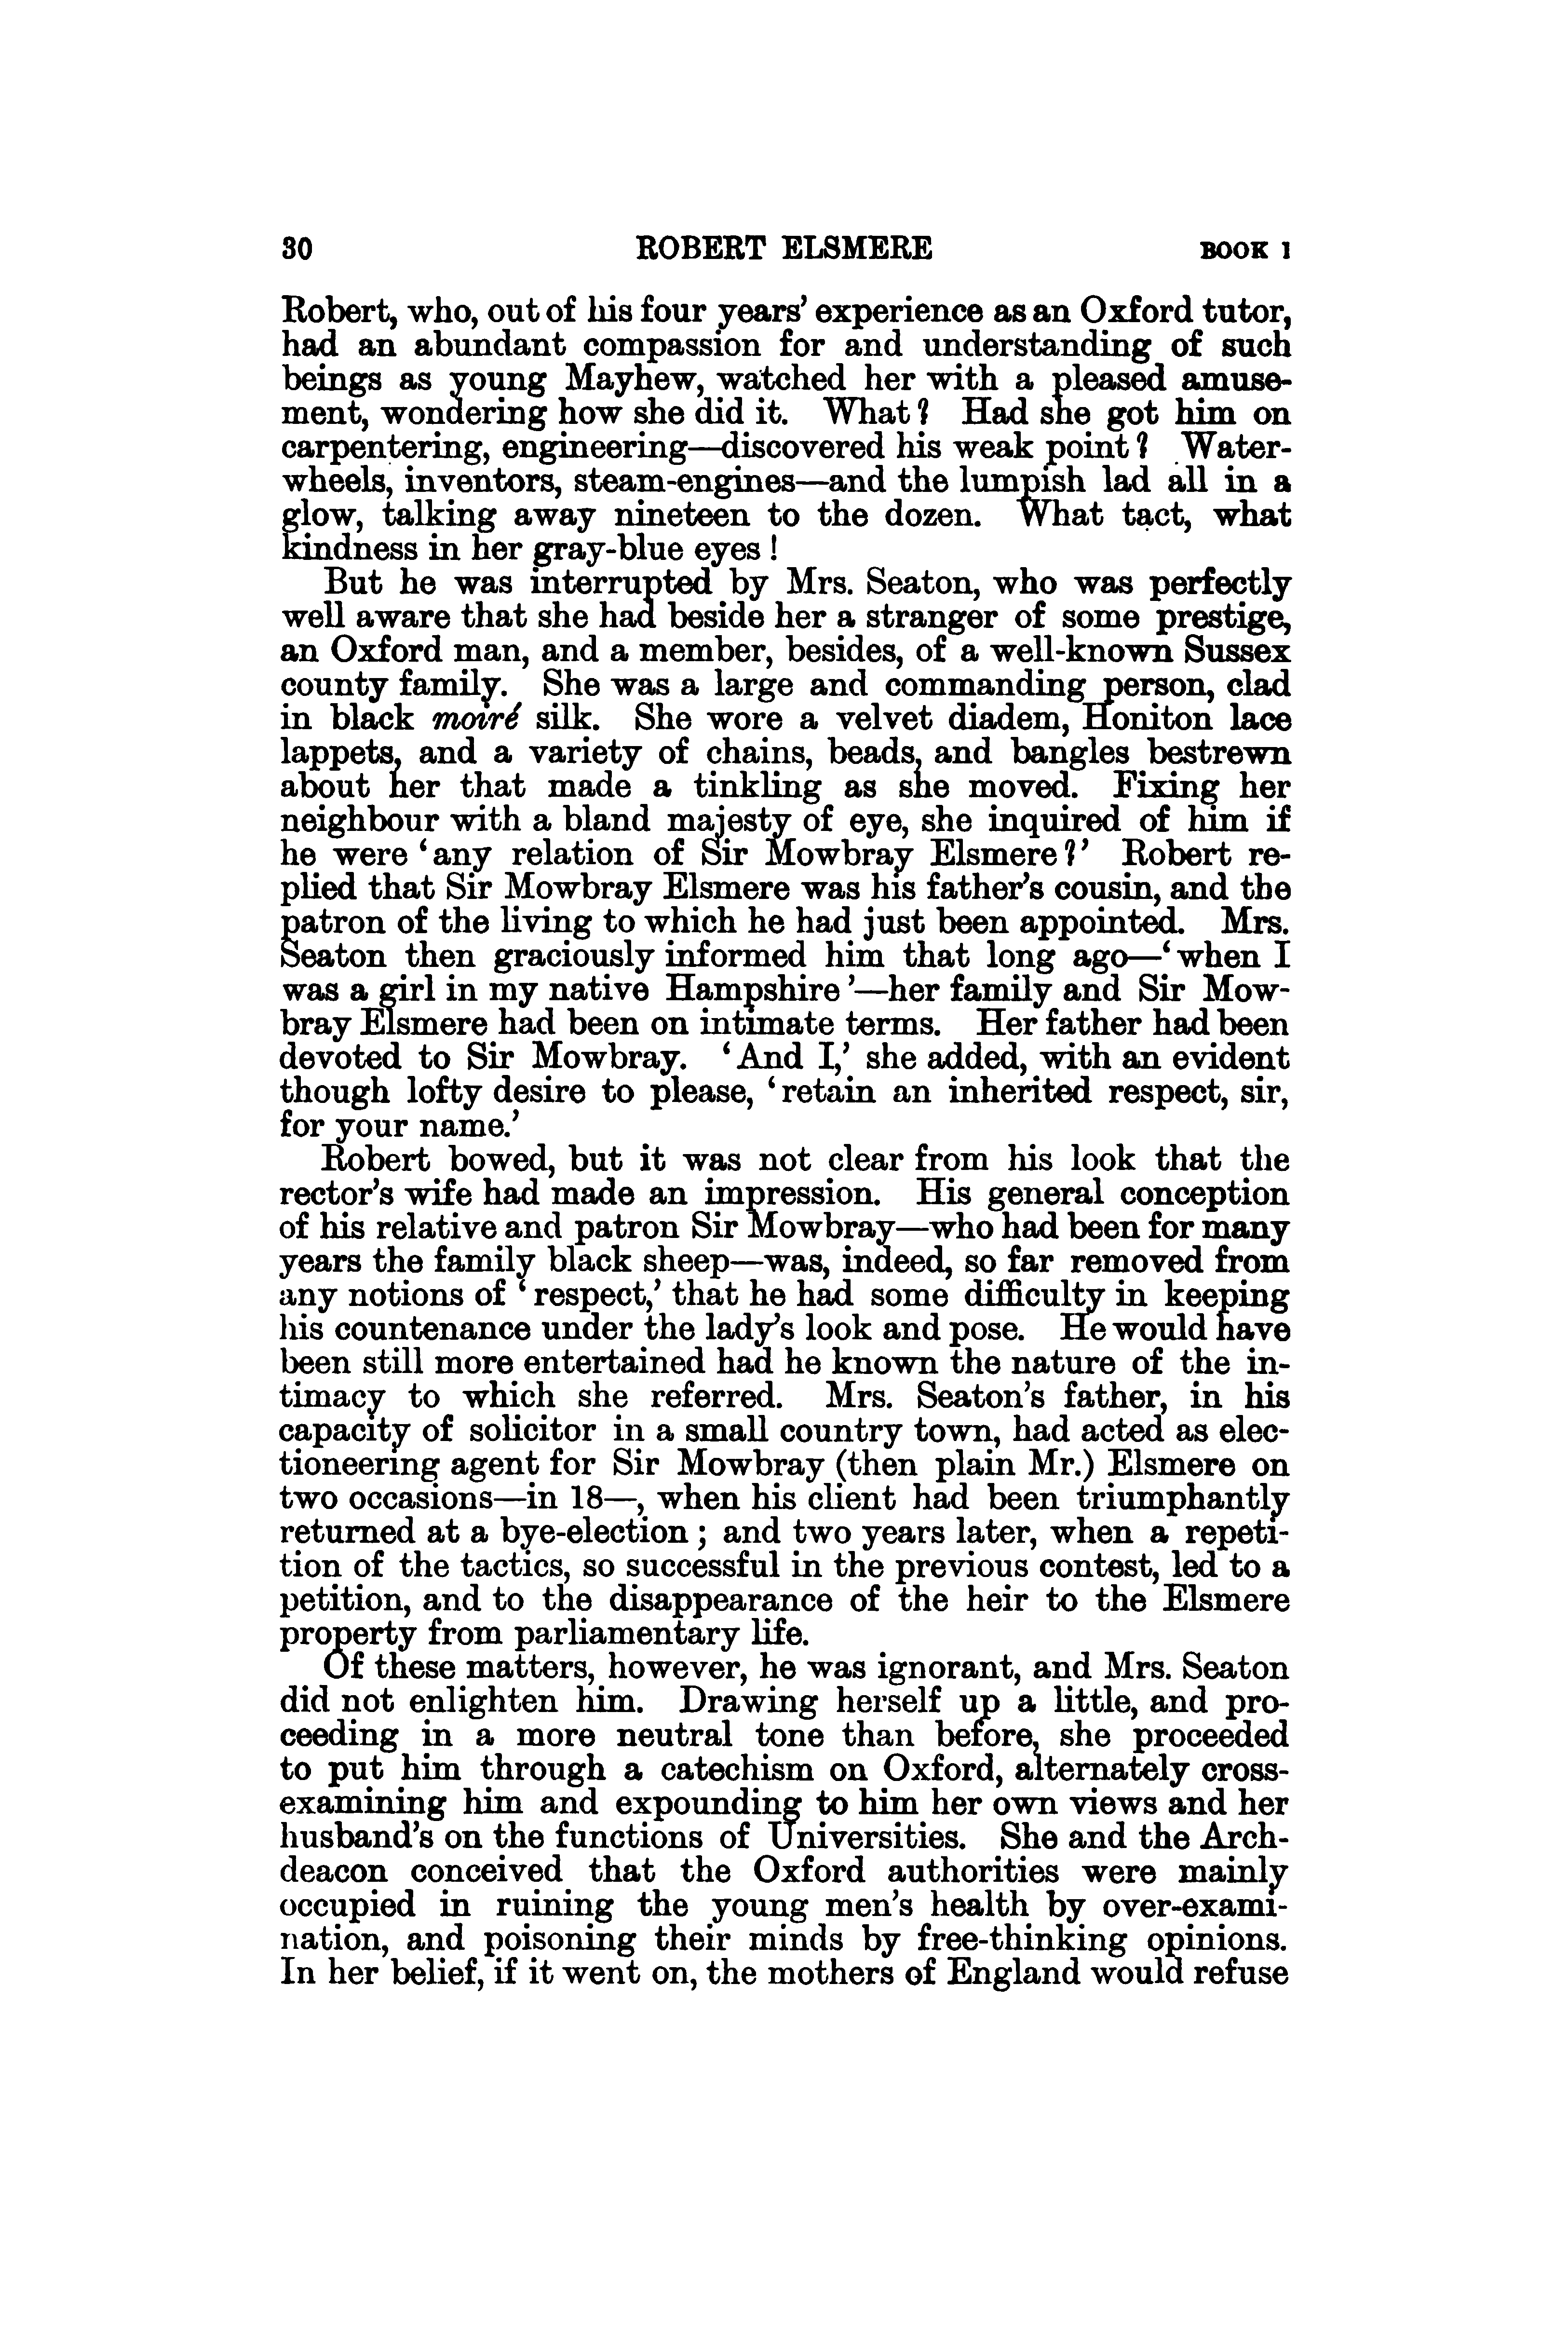 30 ROBERT ELSMERE BOOK I
Robert, who, out of his four years’ experience as an Oxford tutor,
had an abundant compassion for and understanding of such
beings as young Mayhew, watched her with a pleased amuse-
ment, wondering how she did it. What? Had she got him on
carpentering, engineering—discovered his weak point? Water-
wheels, inventors, steam-engines—and the lumpish lad all in a
glow, talking away nineteen to the dozen. What tact, what
kindness in her gray-blue eyes!
But he was interrupted by Mrs. Seaton, who was perfectly
well aware that she had beside her a stranger of some prestige,
an Oxford man, and a member, besides, of a well-known Sussex
county family. She was a large and commanding person, clad
in black moiré silk. She wore a velvet diadem, Honiton lace
lappets, and a variety of chains, beads, and bangles bestrewn
about her that made a tinkling as she moved. Fixing her
neighbour with a bland majesty of eye, she inquired of him if
he were ‘any relation of Sir Mowbray Elsmere?’ Robert re-
plied that Sir Mowbray Elsmere was his father’s cousin, and the
patron of the living to which he had just been appointed. Mrs.
Seaton then graciously informed him that long ago—‘when I
was a girl in my native Hampshire’—her family and Sir Mow-
bray Elsmere had been on intimate terms. Her father had been
devoted to Sir Mowbray. ‘And I,’ she added, with an evident
though lofty desire to please, ‘retain an inherited respect, sir,
for your name.’
Robert bowed, but it was not clear from his look that the
rector’s wife had made an impression. His general conception
of his relative and patron Sir Mowbray—who had been for many
years the family black sheep—was, indeed, so far removed from
any notions of ‘respect,’ that he had some difficulty in keeping
his countenance under the lady’s look and pose. He would have
been still more entertained had he known the nature of the in-
timacy to which she referred. Mrs. Seaton’s father, in his
capacity of solicitor in a small country town, had acted as elec-
tioneering agent for Sir Mowbray (then plain Mr.) Elsmere on
two occasions—in 18—, when his client had been triumphantly
returned at a bye-election; and two years later, when a repeti-
tion of the tactics, so successful in the previous contest, led to a
petition, and to the disappearance of the heir to the Elsmere
property from parliamentary life.
Of these matters, however, he was ignorant, and Mrs. Seaton
did not enlighten him. Drawing herself up a little, and pro-
ceeding in a more neutral tone than before, she proceeded
to put him through a catechism on Oxford, alternately cross-
examining him and expounding to him her own views and her
husband’s on the functions of Universities. She and the Arch-
deacon conceived that the Oxford authorities were mainly
occupied in ruining the young men’s health by over-exami-
nation, and poisoning their minds by free-thinking opinions.
In her belief, if it went on, the mothers of England would refuse